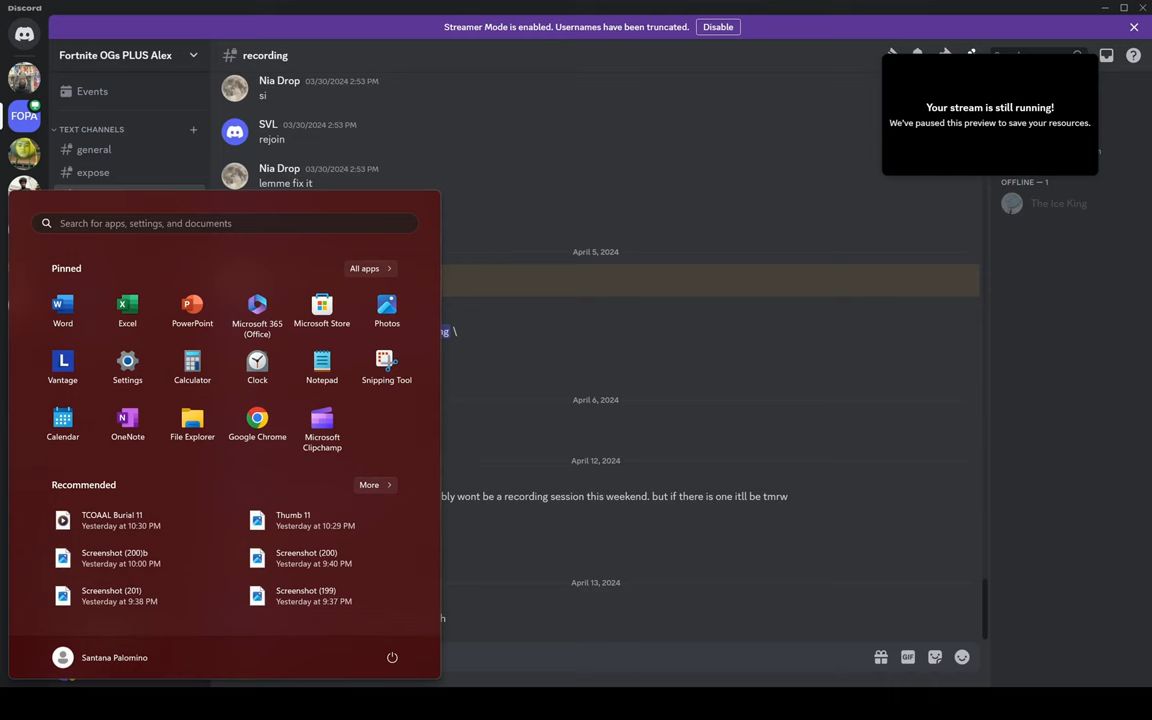 Discord
Streamer Mode is enabled. Usernames have been truncated.
Disable
Fortnite OGs PLUS Alex
recording
Events
TEXT CHANNELS
general
expose
FOPA
Nia Drop 03/30/2024 2:53 PM
si
SVL 03/30/2024 2:53 PM
rejoin
Nia Drop 03/30/2024 2:53 PM
lemme fix it
Your stream is still running!
We've paused this preview to save your resources.
OFFLINE — 1
The Ice King
April 5, 2024
ag \
April 6, 2024
April 12, 2024
bly wont be a recording session this weekend. but if there is one itll be tmrw
April 13, 2024
h
GIF
Search for apps, settings, and documents
Pinned
All apps >
Word
Excel
PowerPoint
Microsoft 365
(Office)
Microsoft Store
Photos
Vantage
Settings
Calculator
Clock
Notepad
Snipping Tool
Calendar
OneNote
File Explorer
Google Chrome
Microsoft
Clipchamp
Recommended
More >
TCOAAL Burial 11
Yesterday at 10:30 PM
Thumb 11
Yesterday at 10:29 PM
Screenshot (200)b
Yesterday at 10:00 PM
Screenshot (200)
Yesterday at 9:40 PM
Screenshot (201)
Yesterday at 9:38 PM
Screenshot (199)
Yesterday at 9:37 PM
Santana Palomino